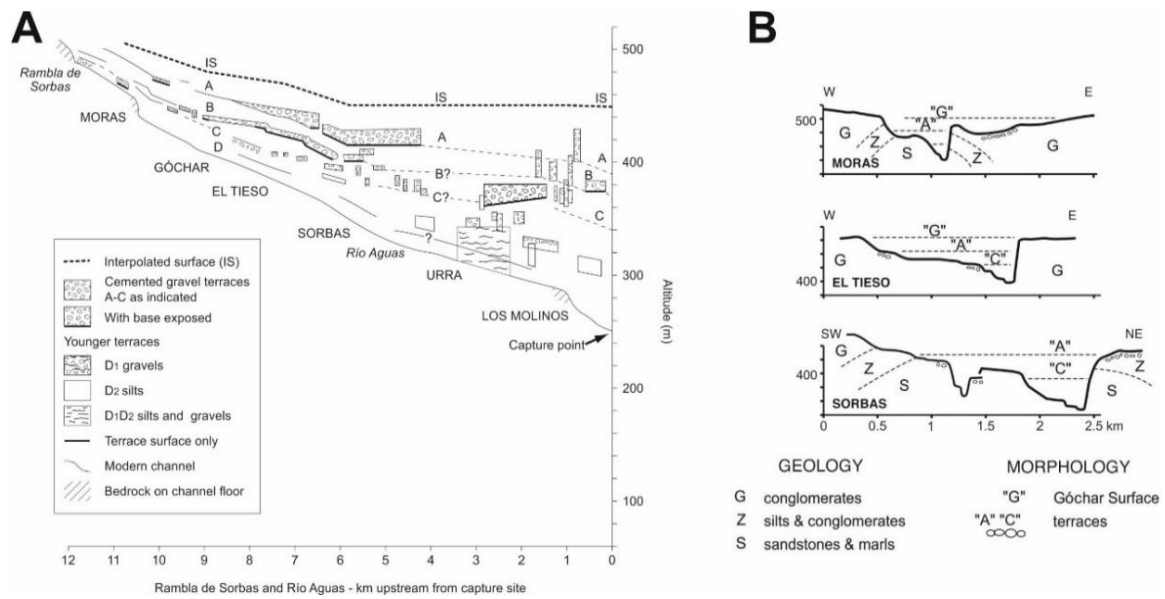 A
IS
IS
IS
A
B
C
D
A
B?
C?
A
B
C
?
Rambla de
Sorbas
MORAS
GÓCHAR
EL TIESO
SORBAS
Río Aguas
URRA
LOS MOLINOS
Capture point
500
400
300
200
100
Altitude (m)
Interpolated surface (IS)
Cemented gravel terraces
A-C as indicated
With base exposed
Younger terraces
D1 gravels
D2 silts
D1D2 silts and gravels
Terrace surface only
Modern channel
Bedrock on channel floor
12 11 10 9 8 7 6 5 4 3 2 1 0
Rambla de Sorbas and Río Aguas - km upstream from capture site
B
W E
"G"
"A"
500
G Z S Z G
MORAS
W E
"G"
"A"
"C"
G G
400
EL TIESO
SW NE
"A"
"C"
G Z S S Z
400
SORBAS
0 0.5 1 1.5 2 2.5 km
GEOLOGY
G conglomerates
Z silts & conglomerates
S sandstones & marls
MORPHOLOGY
"G" Góchar Surface
"A" "C" terraces